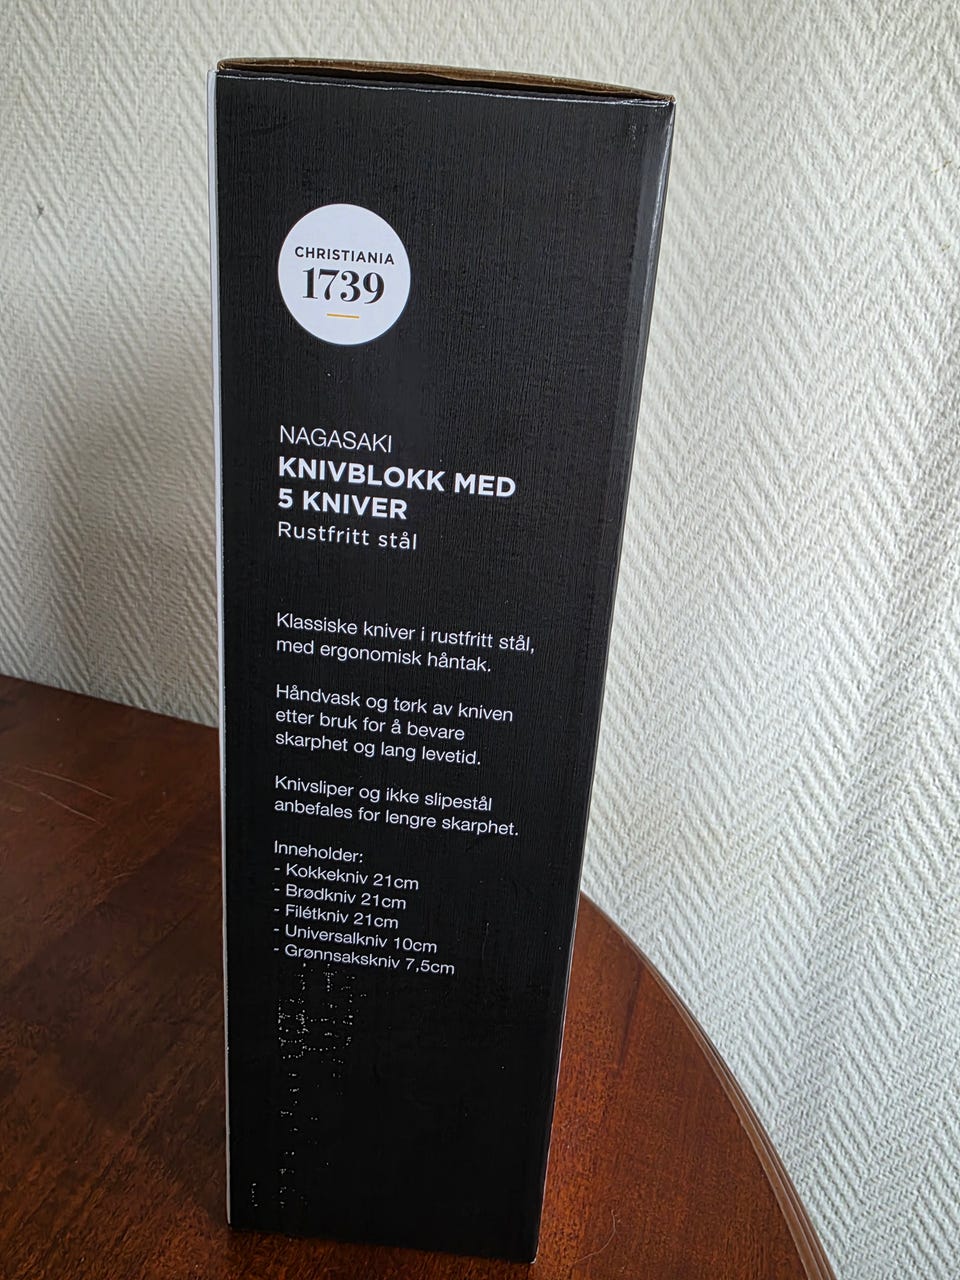 CHRISTIANIA
1739
NAGASAKI
KNIVBLOKK MED
5 KNIVER
Rustfritt stål
Klassiske kniver i rustfritt stål,
med ergonomisk håntak.
Håndvask og tørk av kniven
etter bruk for å bevare
skarphet og lang levetid.
Knivsliper og ikke slipestål
anbefales for lengre skarphet.
Inneholder:
- Kokkekniv 21cm
- Brødkniv 21cm
- Filétkniv 21cm
- Universalkniv 10cm
- Grønnsakskniv 7,5cm